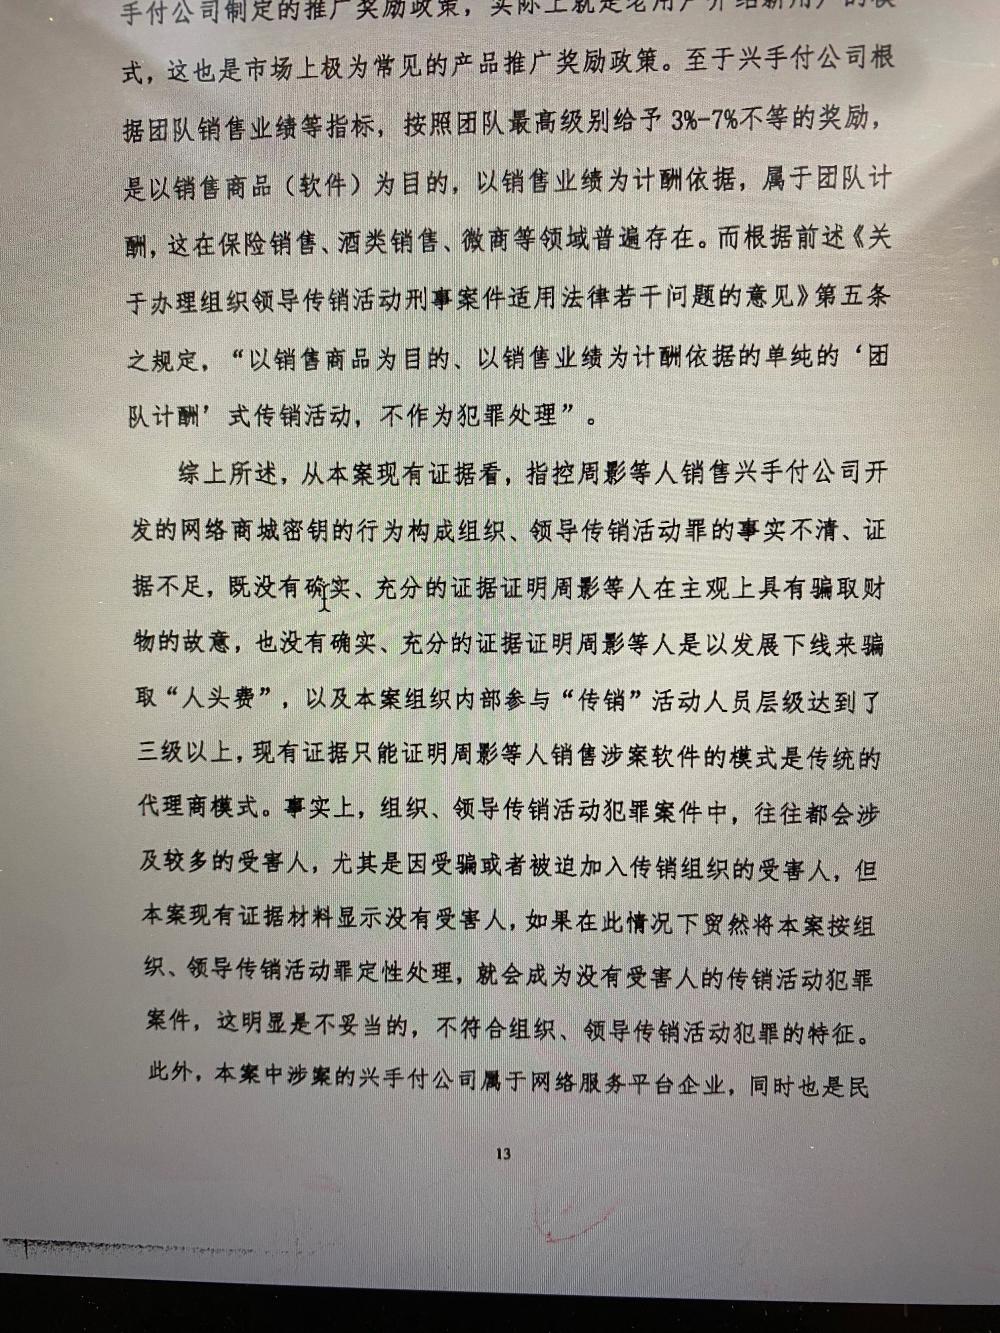 手付公司制定的推广奖励政策，实际上就是老用户介绍新用户的模
式，这也是市场上极为常见的产品推广奖励政策。至于兴手付公司根
据团队销售业绩等指标，按照团队最高级别给予 3%-7%不等的奖励，
是以销售商品（软件）为目的，以销售业绩为计酬依据，属于团队计
酬，这在保险销售、酒类销售、微商等领域普遍存在。而根据前述《关
于办理组织领导传销活动刑事案件适用法律若干问题的意见》第五条
之规定，“以销售商品为目的、以销售业绩为计酬依据的单纯的‘团
队计酬’式传销活动，不作为犯罪处理”。
综上所述，从本案现有证据看，指控周影等人销售兴手付公司开
发的网络商城密钥的行为构成组织、领导传销活动罪的事实不清、证
据不足，既没有确实、充分的证据证明周影等人在主观上具有骗取财
物的故意，也没有确实、充分的证据证明周影等人是以发展下线来骗
取“人头费”，以及本案组织内部参与“传销”活动人员层级达到了
三级以上，现有证据只能证明周影等人销售涉案软件的模式是传统的
代理商模式。事实上，组织、领导传销活动犯罪案件中，往往都会涉
及较多的受害人，尤其是因受骗或者被迫加入传销组织的受害人，但
本案现有证据材料显示没有受害人，如果在此情况下贸然将本案按组
织、领导传销活动罪定性处理，就会成为没有受害人的传销活动犯罪
案件，这明显是不妥当的，不符合组织、领导传销活动犯罪的特征。
此外，本案中涉案的兴手付公司属于网络服务平台企业，同时也是民
13